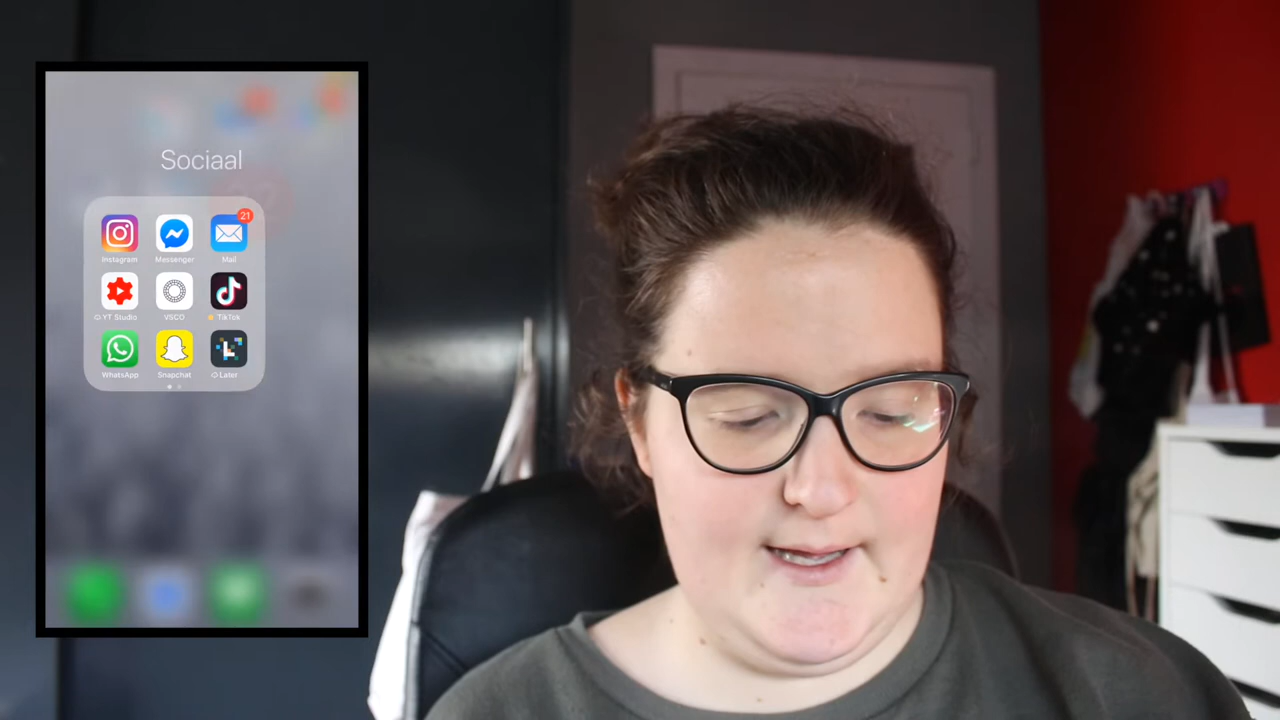 Sociaal
21
Instagram Messenger Mail
YT Studio VSCO TikTok
WhatsApp Snapchat Later